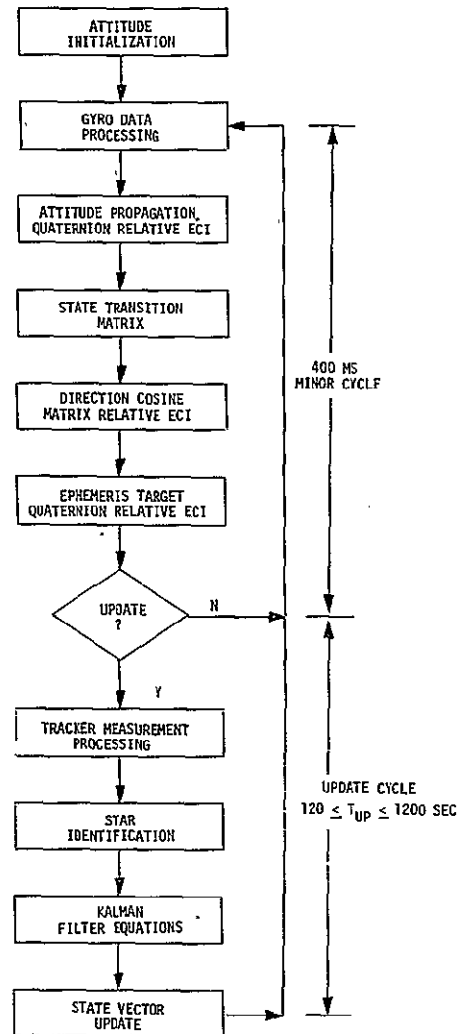 ATTITUDE
INITIALIZATION
GYRO DATA
PROCESSING
ATTITUDE PROPAGATION
QUATERNION RELATIVE ECI
STATE TRANSITION
MATRIX
DIRECTION COSINE
MATRIX RELATIVE ECI
EPHEMERIS TARGET
QUATERNION RELATIVE ECI
400 MS
MINOR CYCLE
UPDATE
?
N
Y
TRACKER MEASUREMENT
PROCESSING
STAR
IDENTIFICATION
KALMAN
FILTER EQUATIONS
STATE VECTOR
UPDATE
UPDATE CYCLE
120 ≤ T_UP ≤ 1200 SEC